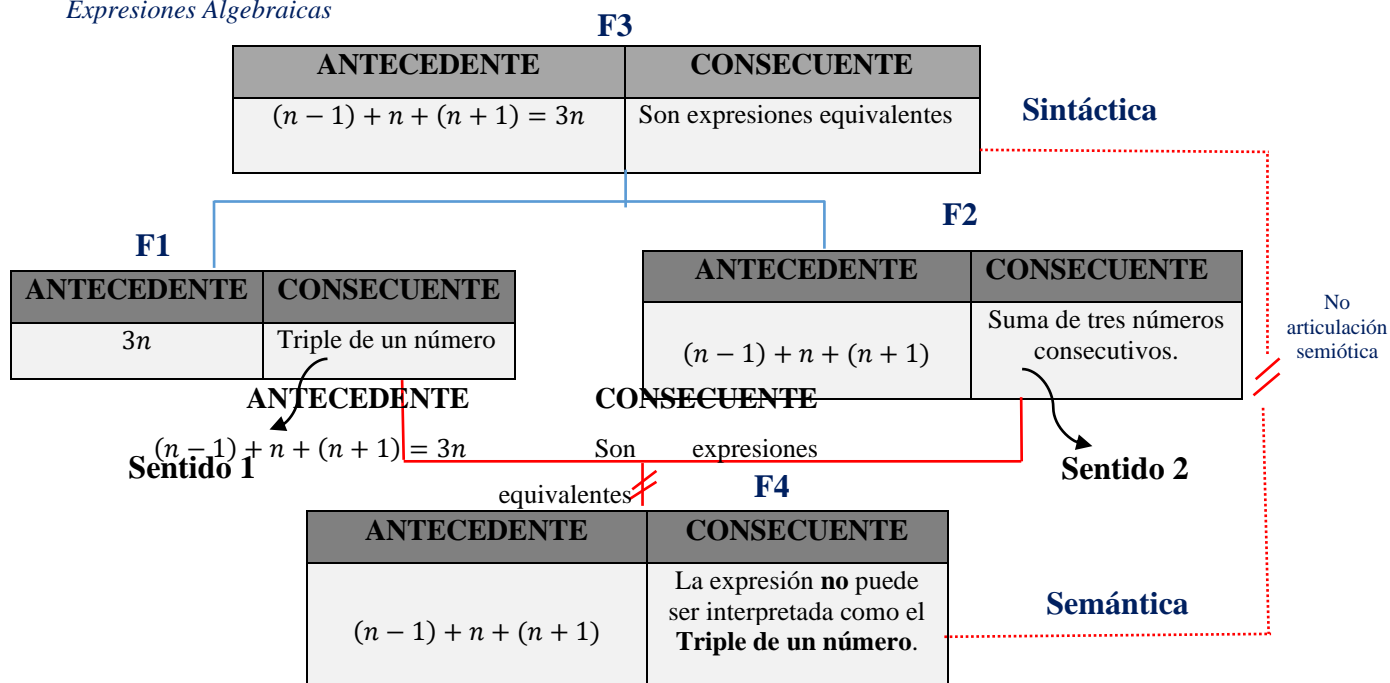 Expresiones Algebraicas
F3
ANTECEDENTE CONSECUENTE
(n − 1) + n + (n + 1) = 3n Son expresiones equivalentes
Sintáctica
F2
F1
ANTECEDENTE CONSECUENTE
3n Triple de un número
ANTECEDENTE CONSECUENTE
(n − 1) + n + (n + 1) Suma de tres números
consecutivos.
No
articulación
semiótica
ANTECEDENTE CONSECUENTE
(n − 1) + n + (n + 1) = 3n Son expresiones
equivalentes
Sentido 1
Sentido 2
F4
ANTECEDENTE CONSECUENTE
(n − 1) + n + (n + 1) La expresión no puede
ser interpretada como el
Triple de un número.
Semántica